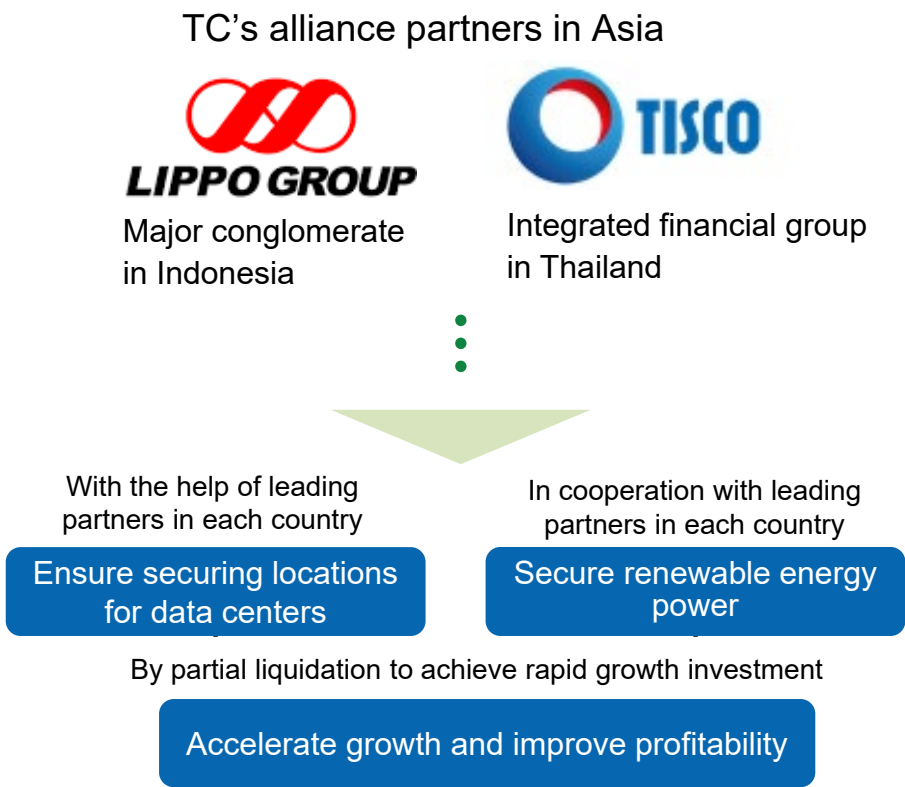 TC's alliance partners in Asia
LIPPO GROUP
Major conglomerate
in Indonesia
TISCO
Integrated financial group
in Thailand
With the help of leading
partners in each country
Ensure securing locations
for data centers
In cooperation with leading
partners in each country
Secure renewable energy
power
By partial liquidation to achieve rapid growth investment
Accelerate growth and improve profitability